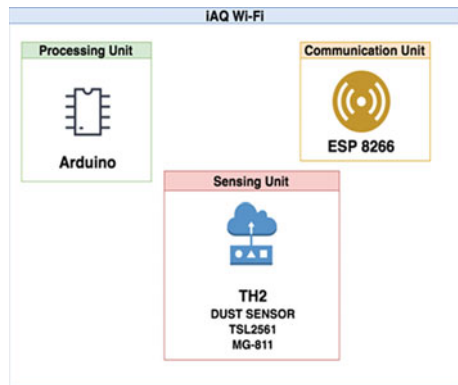 iAQ Wi-Fi
Processing Unit
Arduino
Communication Unit
ESP 8266
Sensing Unit
TH2
DUST SENSOR
TSL2561
MG-811